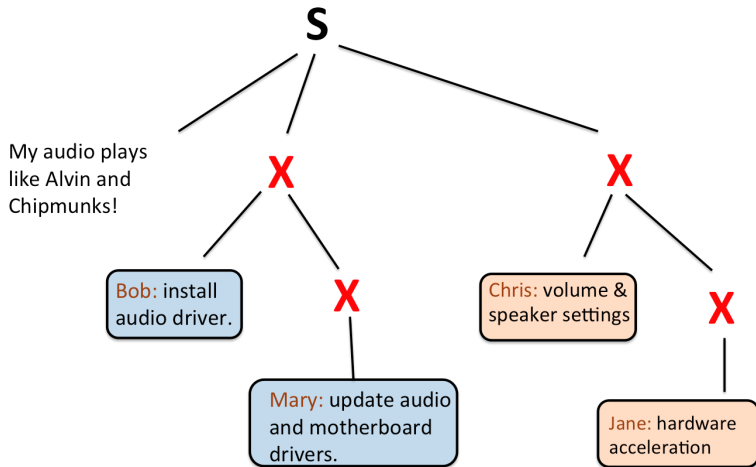 S
My audio plays
like Alvin and
Chipmunks!
X
X
Bob: install
audio driver.
X
Chris: volume &
speaker settings
X
Mary: update audio
and motherboard
drivers.
Jane: hardware
acceleration